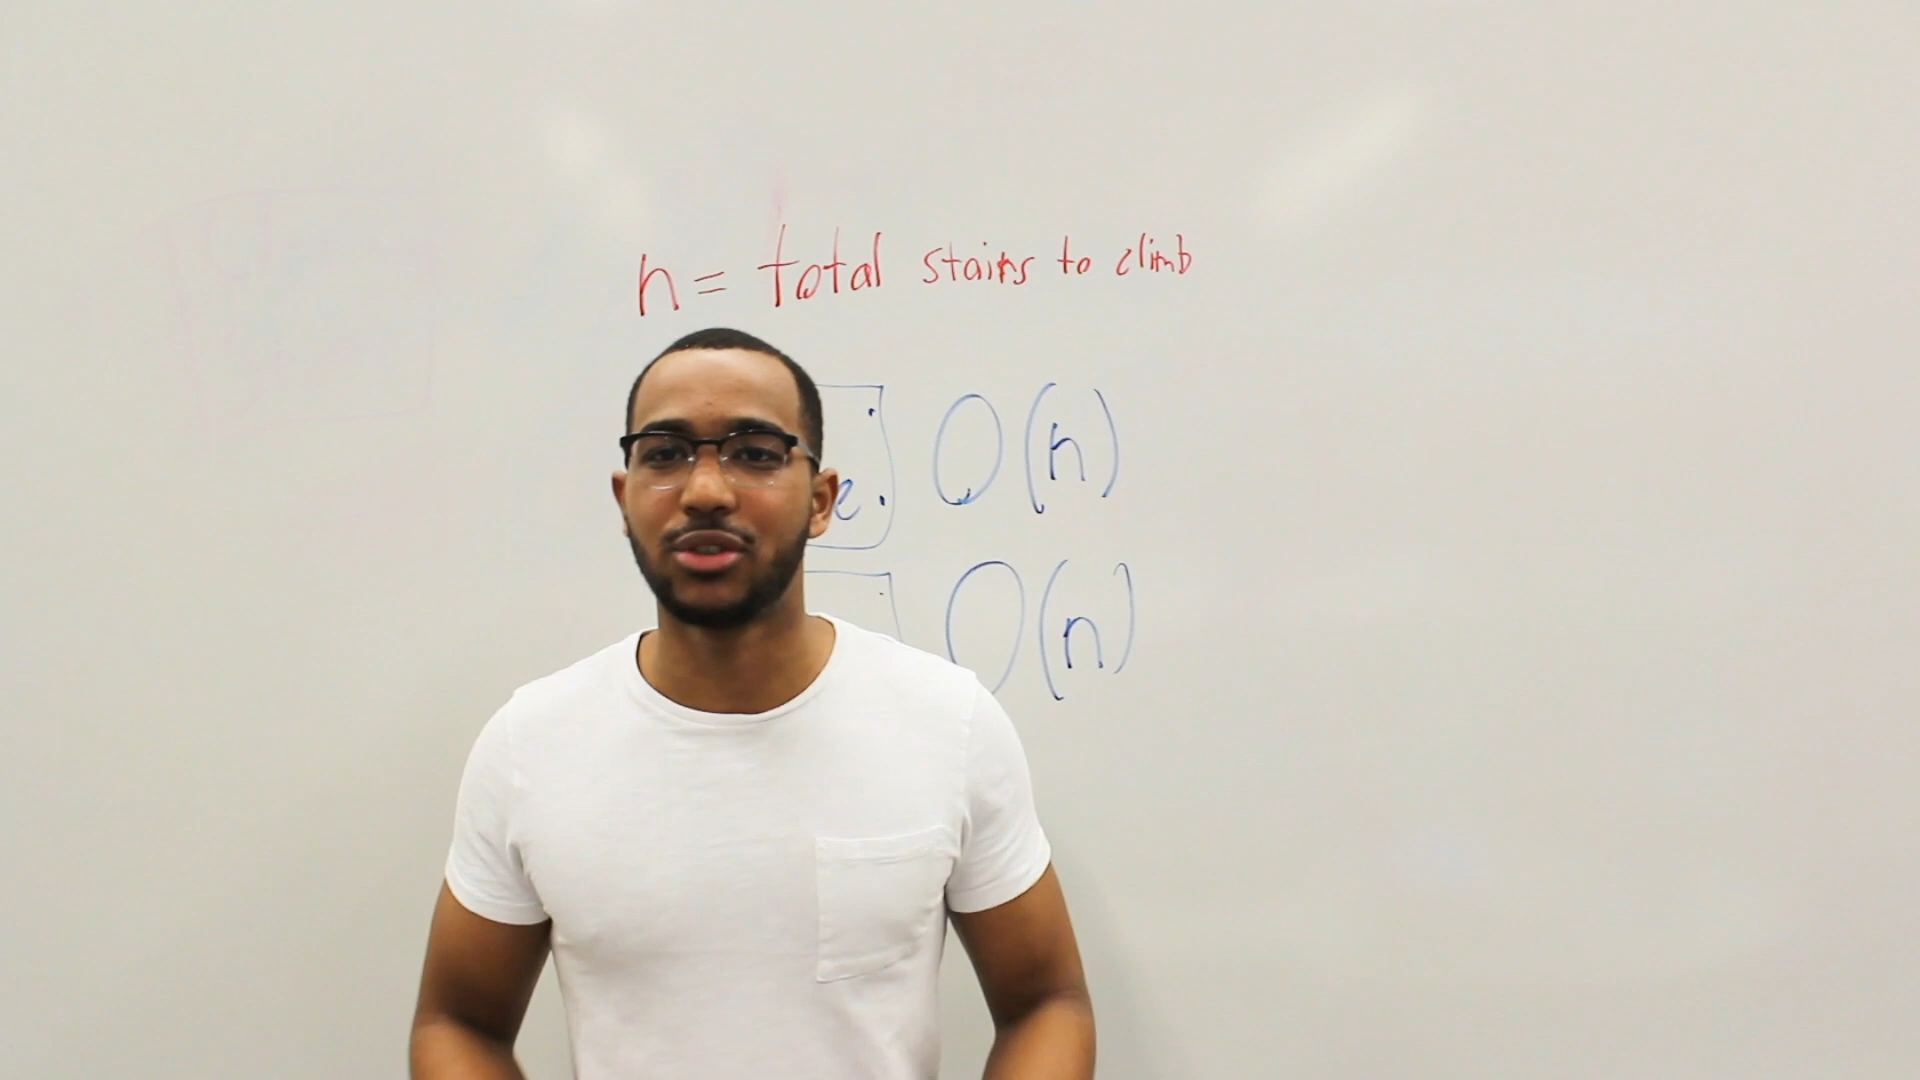 n = total stairs to climb
e. O(n)
O(n)